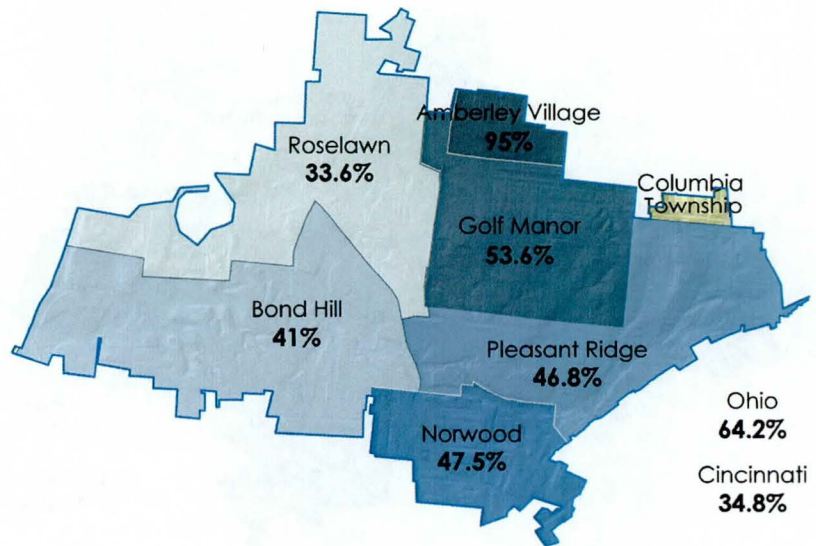 Amberley Village
95%
Roselawn
33.6%
Columbia
Township
Golf Manor
53.6%
Bond Hill
41%
Pleasant Ridge
46.8%
Ohio
64.2%
Norwood
47.5%
Cincinnati
34.8%